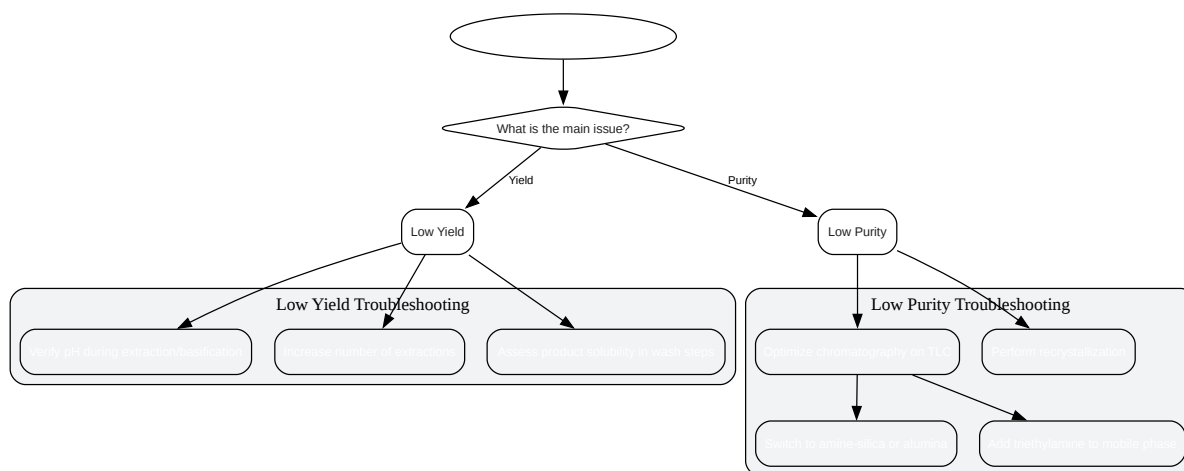 What is the main issue?
Yield
Purity
Low Yield
Low Purity
Low Yield Troubleshooting
Low Purity Troubleshooting
Verify pH during extraction/basification
Increase number of extractions
Assess product solubility in wash steps
Optimize chromatography on TLC
Perform recrystallization
Switch to amine-silica or alumina
Add triethylamine to mobile phase